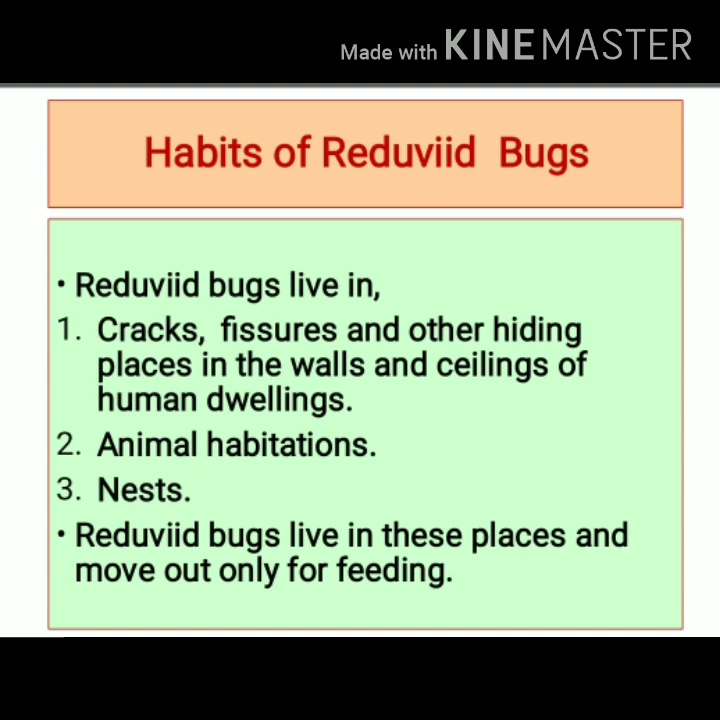 Made with KINEMASTER
Habits of Reduviid Bugs
• Reduviid bugs live in,
1. Cracks, fissures and other hiding
places in the walls and ceilings of
human dwellings.
2. Animal habitations.
3. Nests.
• Reduviid bugs live in these places and
move out only for feeding.